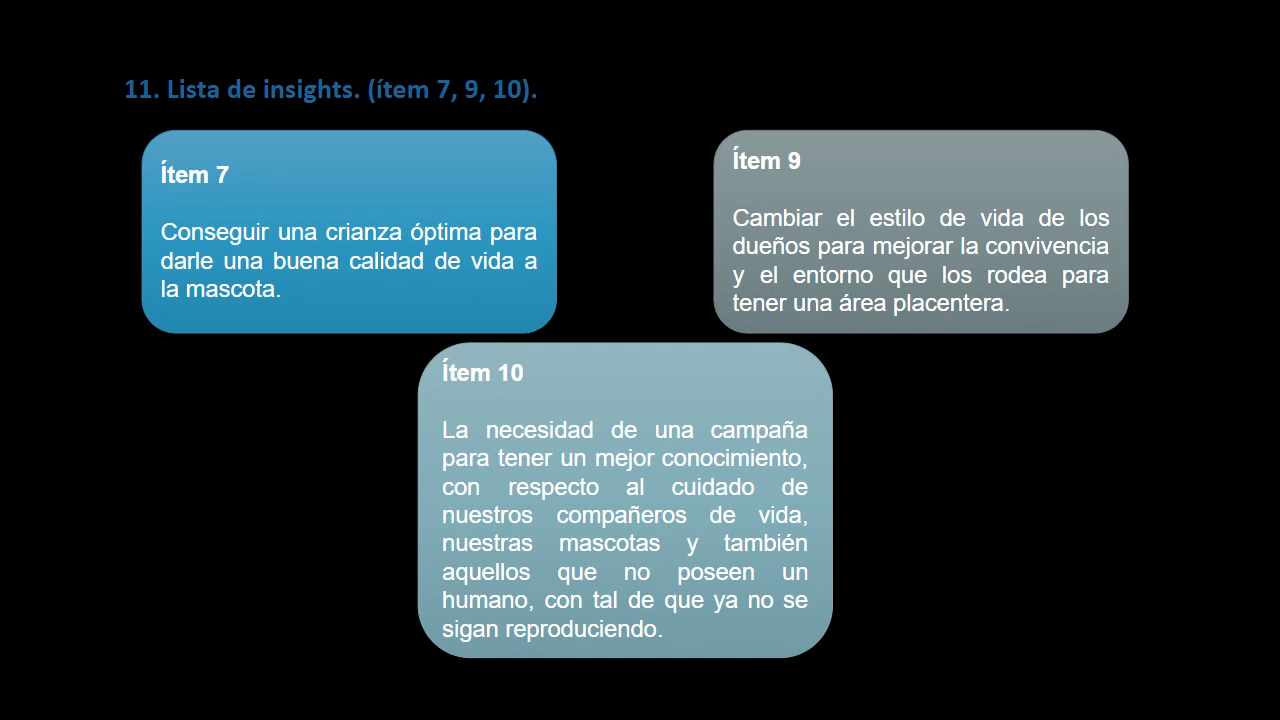 11. Lista de insights. (ítem 7, 9, 10).
Ítem 7
Conseguir una crianza óptima para
darle una buena calidad de vida a
la mascota.
Ítem 9
Cambiar el estilo de vida de los
dueños para mejorar la convivencia
y el entorno que los rodea para
tener una área placentera.
Ítem 10
La necesidad de una campaña
para tener un mejor conocimiento,
con respecto al cuidado de
nuestros compañeros de vida,
nuestras mascotas y también
aquellos que no poseen un
humano, con tal de que ya no se
sigan reproduciendo.